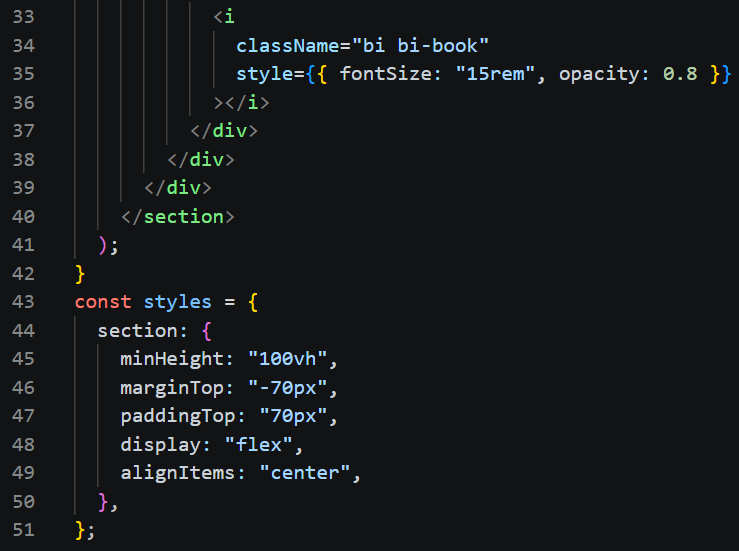 33 <i
34 className="bi bi-book"
35 style={{ fontSize: "15rem", opacity: 0.8 }}
36 ></i>
37 </div>
38 </div>
39 </div>
40 </section>
41 );
42 }
43 const styles = {
44 section: {
45 minHeight: "100vh",
46 marginTop: "-70px",
47 paddingTop: "70px",
48 display: "flex",
49 alignItems: "center",
50 },
51 };